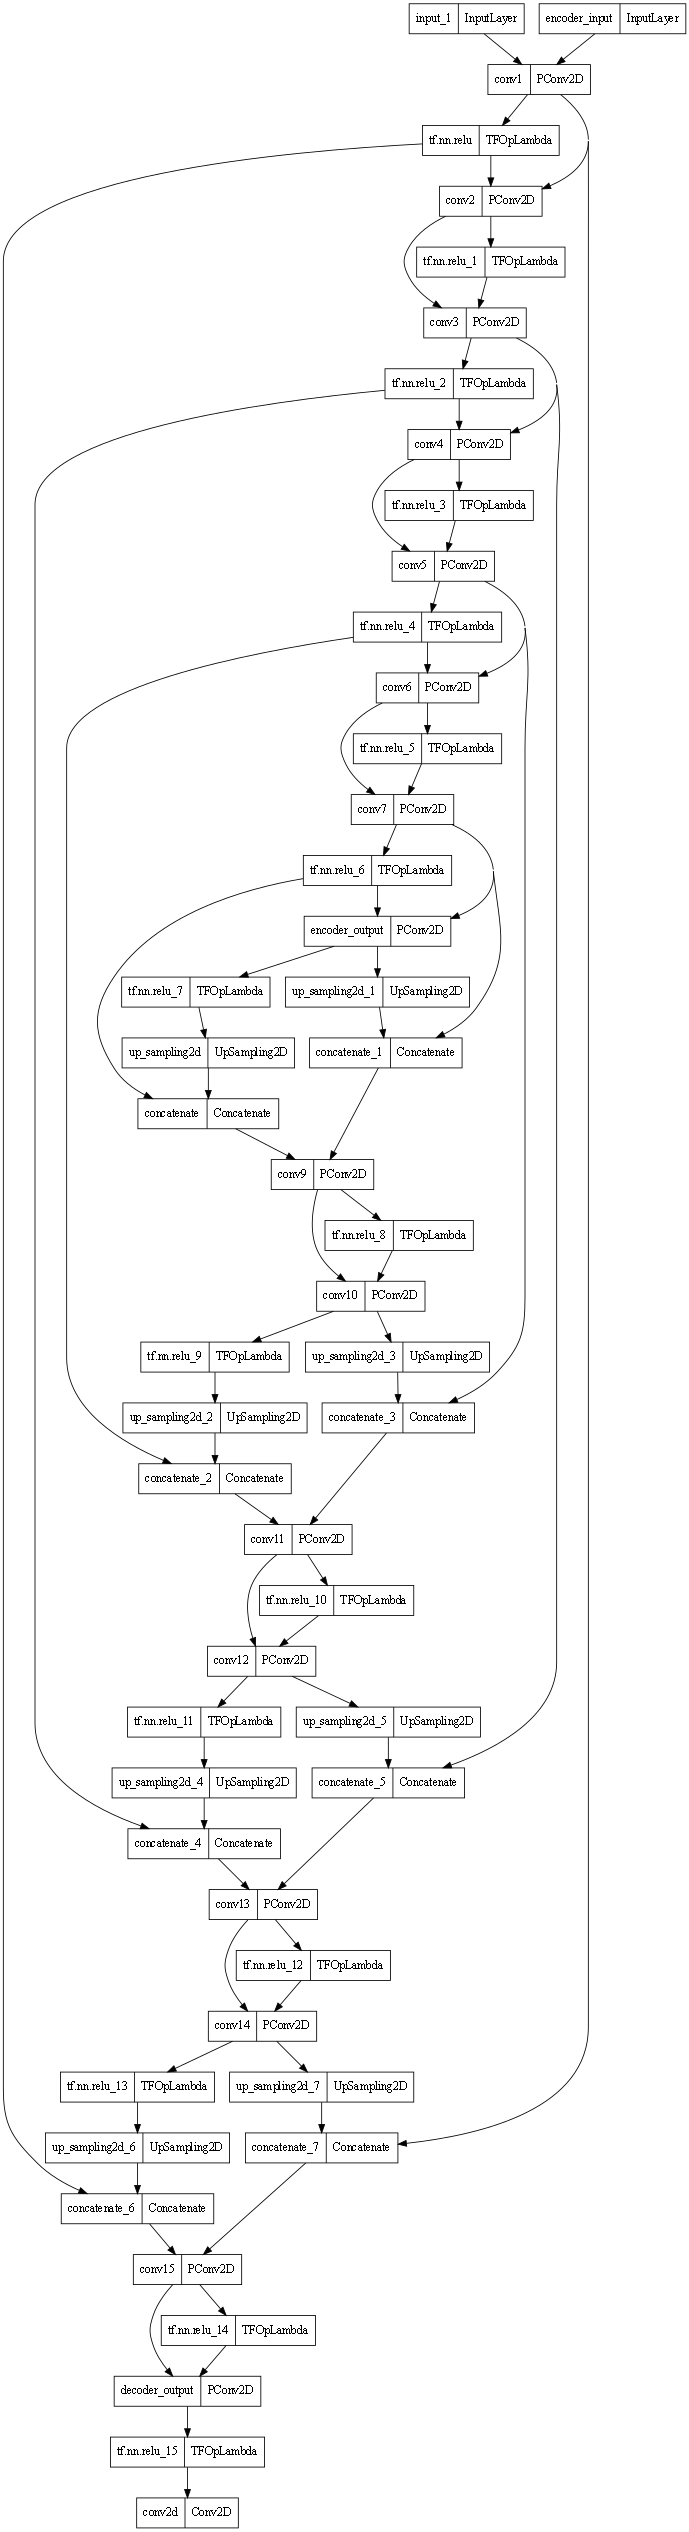 input_1 InputLayer encoder_input InputLayer
conv1 PConv2D
tf.nn.relu TFOpLambda
conv2 PConv2D
tf.nn.relu_1 TFOpLambda
conv3 PConv2D
tf.nn.relu_2 TFOpLambda
conv4 PConv2D
tf.nn.relu_3 TFOpLambda
conv5 PConv2D
tf.nn.relu_4 TFOpLambda
conv6 PConv2D
tf.nn.relu_5 TFOpLambda
conv7 PConv2D
tf.nn.relu_6 TFOpLambda
encoder_output PConv2D
tf.nn.relu_7 TFOpLambda up_sampling2d_1 UpSampling2D
up_sampling2d UpSampling2D concatenate_1 Concatenate
concatenate Concatenate
conv9 PConv2D
tf.nn.relu_8 TFOpLambda
conv10 PConv2D
tf.nn.relu_9 TFOpLambda up_sampling2d_3 UpSampling2D
up_sampling2d_2 UpSampling2D concatenate_3 Concatenate
concatenate_2 Concatenate
conv11 PConv2D
tf.nn.relu_10 TFOpLambda
conv12 PConv2D
tf.nn.relu_11 TFOpLambda up_sampling2d_5 UpSampling2D
up_sampling2d_4 UpSampling2D concatenate_5 Concatenate
concatenate_4 Concatenate
conv13 PConv2D
tf.nn.relu_12 TFOpLambda
conv14 PConv2D
tf.nn.relu_13 TFOpLambda up_sampling2d_7 UpSampling2D
up_sampling2d_6 UpSampling2D concatenate_7 Concatenate
concatenate_6 Concatenate
conv15 PConv2D
tf.nn.relu_14 TFOpLambda
decoder_output PConv2D
tf.nn.relu_15 TFOpLambda
conv2d Conv2D